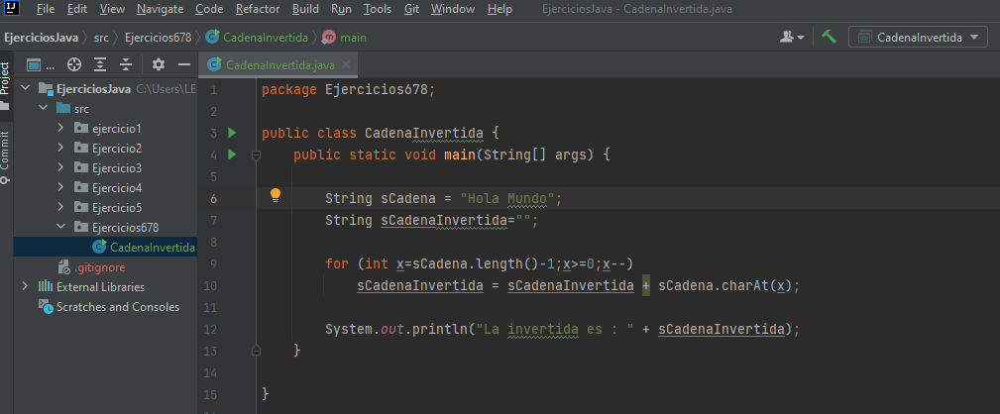 File Edit View Navigate Code Refactor Build Run Tools Git Window Help EjerciciosJava - CadenaInvertida.java
EjerciciosJava src Ejercicios678 CadenaInvertida main CadenaInvertida
Project
Commit
... CadenaInvertida.java
EjerciciosJava C:\Users\LE
src
ejercicio1
Ejercicio2
Ejercicio3
Ejercicio4
Ejercicio5
Ejercicios678
CadenaInvertida
.gitignore
External Libraries
Scratches and Consoles
1 package Ejercicios678;
2
3 public class CadenaInvertida {
4 public static void main(String[] args) {
5
6 String sCadena = "Hola Mundo";
7 String sCadenaInvertida="";
8
9 for (int x=sCadena.length()-1;x>=0;x--)
10 sCadenaInvertida = sCadenaInvertida + sCadena.charAt(x);
11
12 System.out.println("La invertida es : " + sCadenaInvertida);
13 }
14
15 }